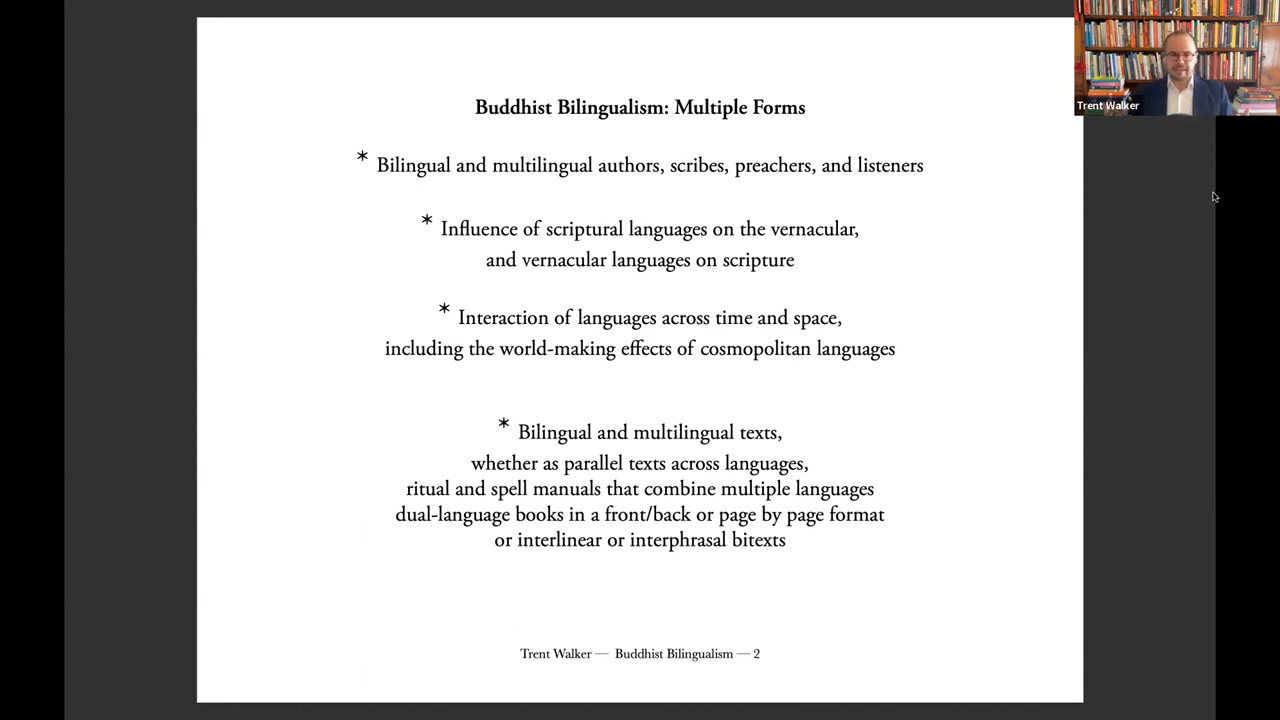 Buddhist Bilingualism: Multiple Forms
* Bilingual and multilingual authors, scribes, preachers, and listeners
* Influence of scriptural languages on the vernacular,
and vernacular languages on scripture
* Interaction of languages across time and space,
including the world-making effects of cosmopolitan languages
* Bilingual and multilingual texts,
whether as parallel texts across languages,
ritual and spell manuals that combine multiple languages
dual-language books in a front/back or page by page format
or interlinear or interphrasal bitexts
Trent Walker — Buddhist Bilingualism — 2
Trent Walker